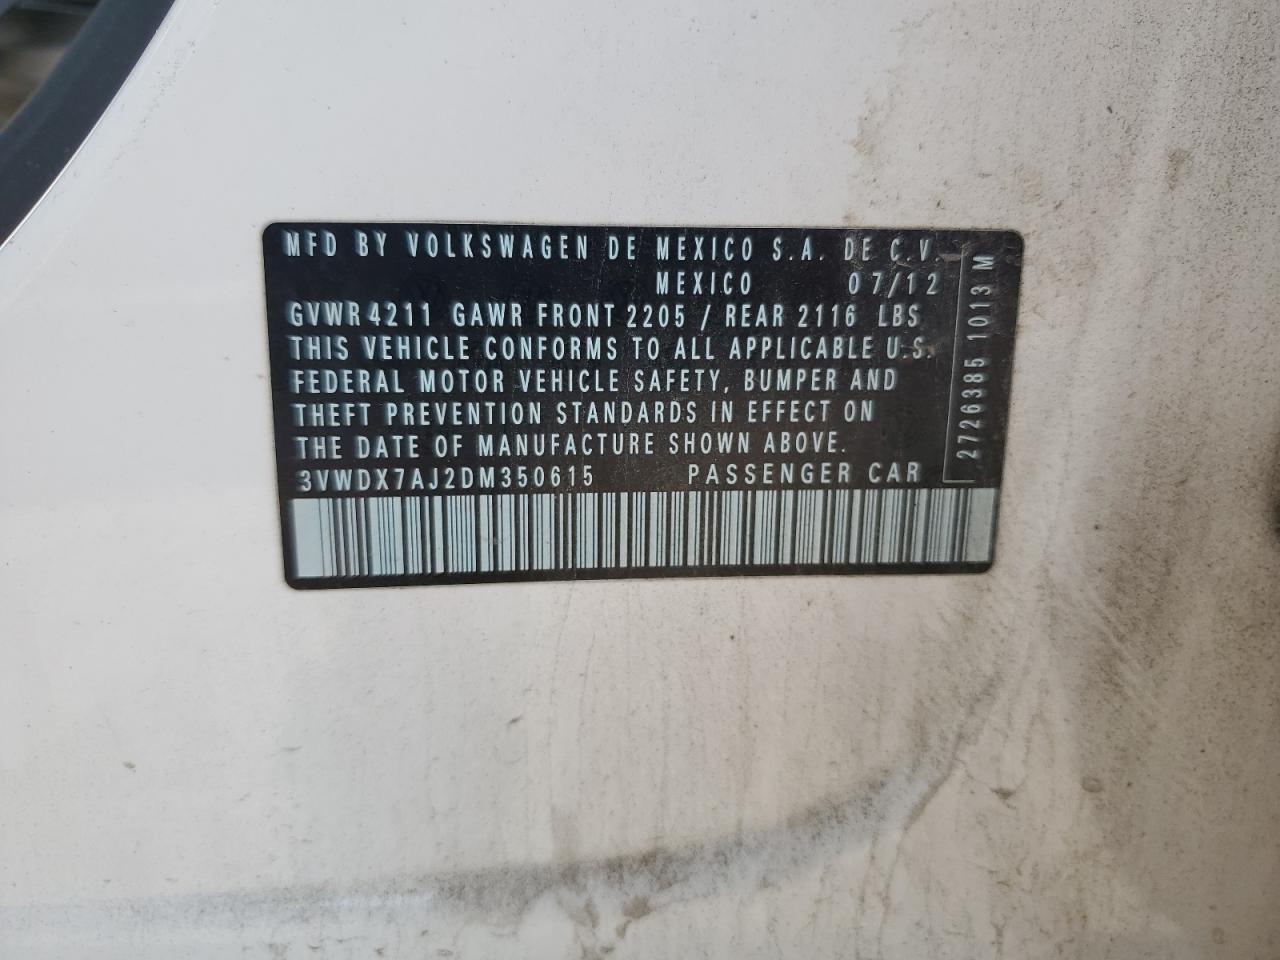 MFD BY VOLKSWAGEN DE MEXICO S.A. DE C.V.
MEXICO 07/12
GVWR 4211 GAWR FRONT 2205 / REAR 2116 LBS
THIS VEHICLE CONFORMS TO ALL APPLICABLE U.S.
FEDERAL MOTOR VEHICLE SAFETY, BUMPER AND
THEFT PREVENTION STANDARDS IN EFFECT ON
THE DATE OF MANUFACTURE SHOWN ABOVE.
3VWDX7AJ2DM350615 PASSENGER CAR
2726385 1013 M